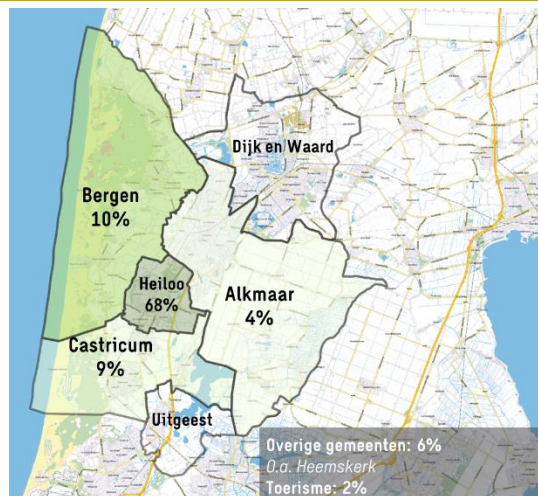 Dijk en Waard
Bergen
10%
Heiloo
68%
Alkmaar
4%
Castricum
9%
Uitgeest
Overige gemeenten: 6%
O.a. Heemskerk
Toerisme: 2%